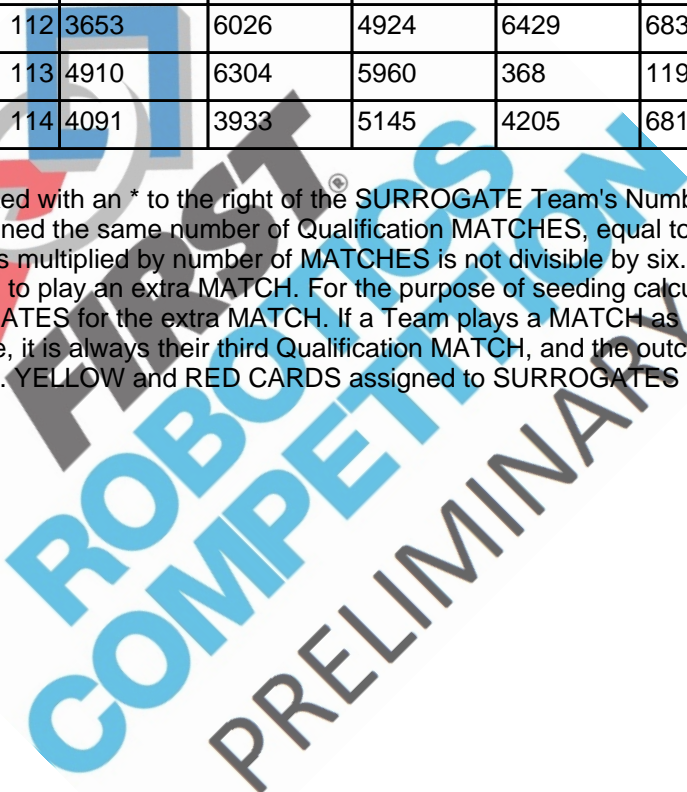 112 3653 6026 4924 6429 683
113 4910 6304 5960 368 119
114 4091 3933 5145 4205 681
ed with an * to the right of the SURROGATE Team's Numb
ned the same number of Qualification MATCHES, equal to
s multiplied by number of MATCHES is not divisible by six.
to play an extra MATCH. For the purpose of seeding calcu
ATES for the extra MATCH. If a Team plays a MATCH as
e, it is always their third Qualification MATCH, and the outc
. YELLOW and RED CARDS assigned to SURROGATES
FIRST®
ROBOTICS
COMPETITION
PRELIMINARY